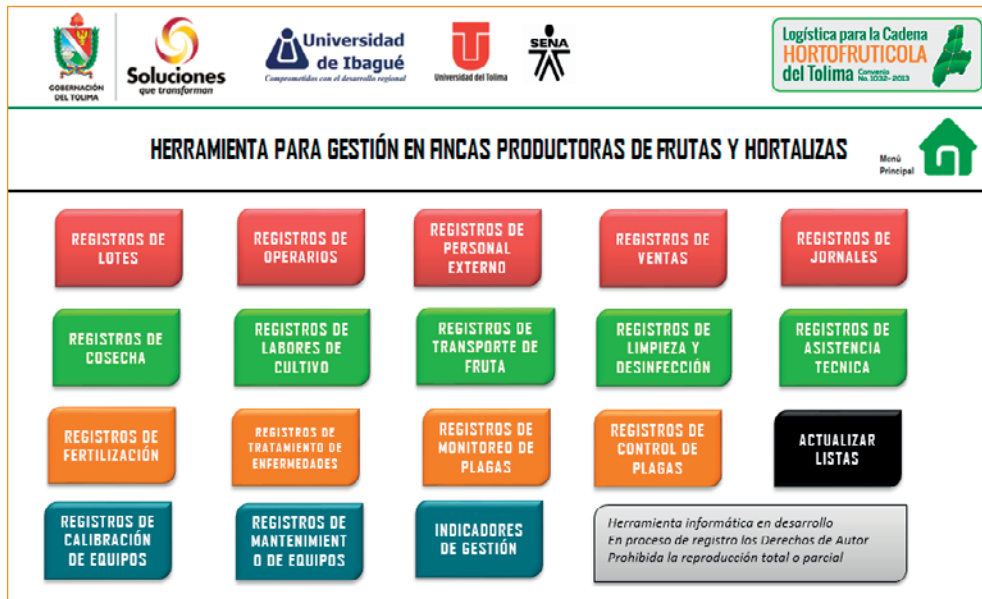 GOBERNACIÓN
DEL TOLIMA
Soluciones
que transforman
Universidad
de Ibagué
Comprometidos con el desarrollo regional
Universidad del Tolima
SENA
Logística para la Cadena
HORTOFRUTICOLA
del Tolima Convenio
No. 1032- 2013
HERRAMIENTA PARA GESTIÓN EN FINCAS PRODUCTORAS DE FRUTAS Y HORTALIZAS
Menú
Principal
REGISTROS DE
LOTES
REGISTROS DE
OPERARIOS
REGISTROS DE
PERSONAL
EXTERNO
REGISTROS DE
VENTAS
REGISTROS DE
JORNALES
REGISTROS DE
COSECHA
REGISTROS DE
LABORES DE
CULTIVO
REGISTROS DE
TRANSPORTE DE
FRUTA
REGISTROS DE
LIMPIEZA Y
DESINFECCIÓN
REGISTROS DE
ASISTENCIA
TECNICA
REGISTROS DE
FERTILIZACIÓN
REGISTROS DE
TRATAMIENTO DE
ENFERMEDADES
REGISTROS DE
MONITOREO DE
PLAGAS
REGISTROS DE
CONTROL DE
PLAGAS
ACTUALIZAR
LISTAS
REGISTROS DE
CALIBRACIÓN
DE EQUIPOS
REGISTROS DE
MANTENIMIENT
O DE EQUIPOS
INDICADORES
DE GESTIÓN
Herramienta informática en desarrollo
En proceso de registro los Derechos de Autor
Prohibida la reproducción total o parcial